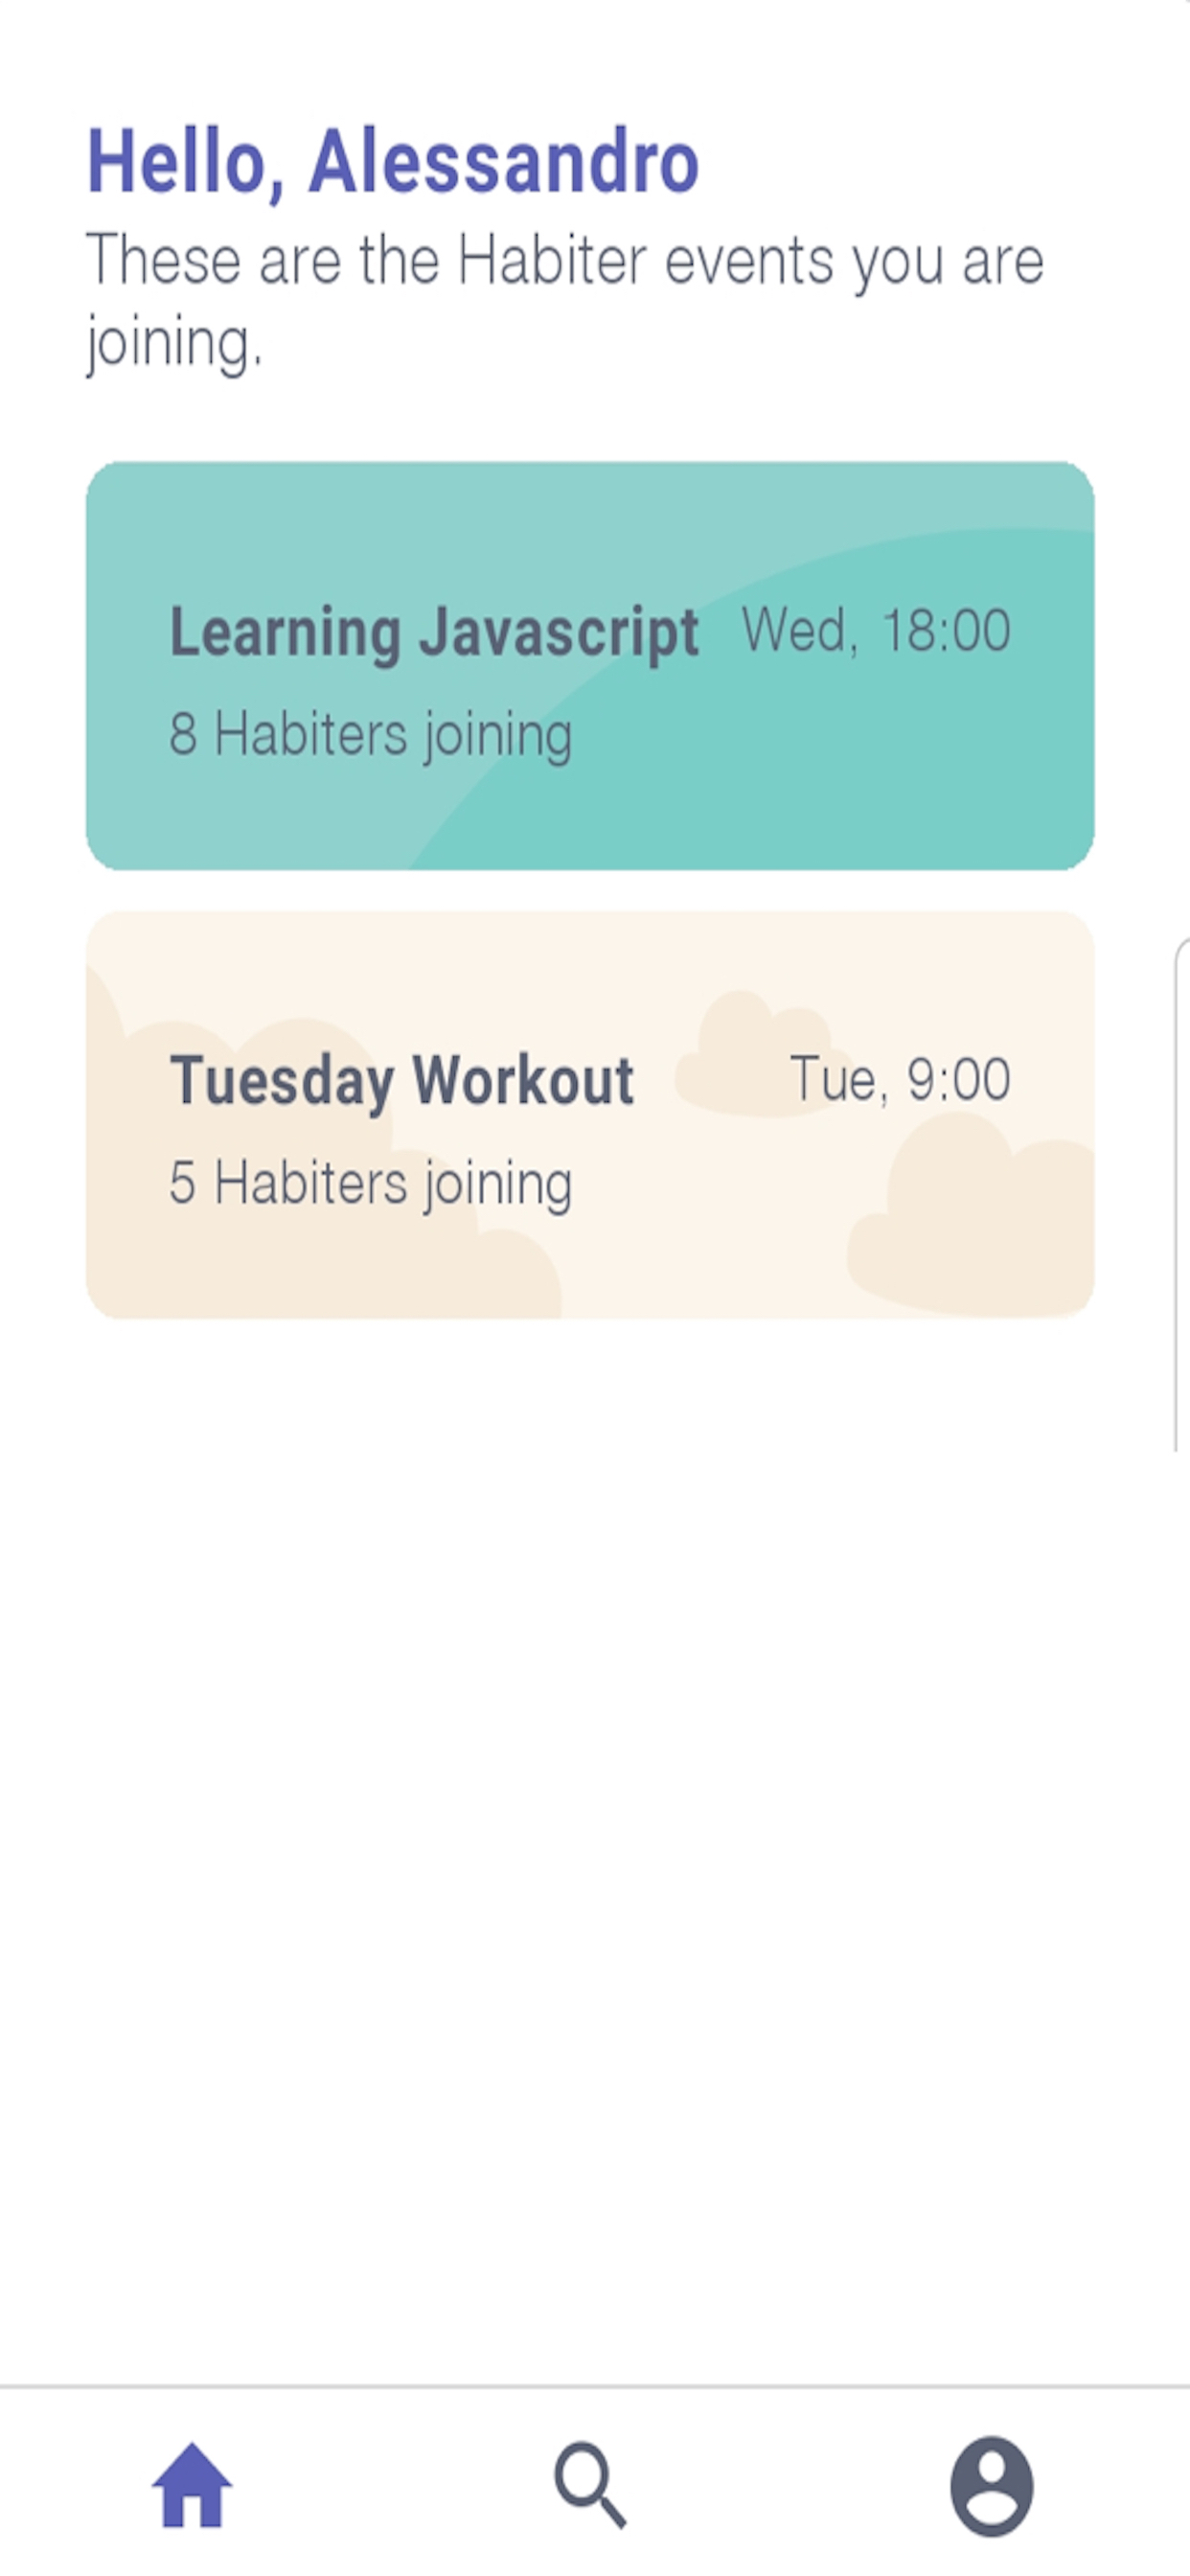 Hello, Alessandro
These are the Habiter events you are
joining.
Learning Javascript Wed, 18:00
8 Habiters joining
Tuesday Workout Tue, 9:00
5 Habiters joining